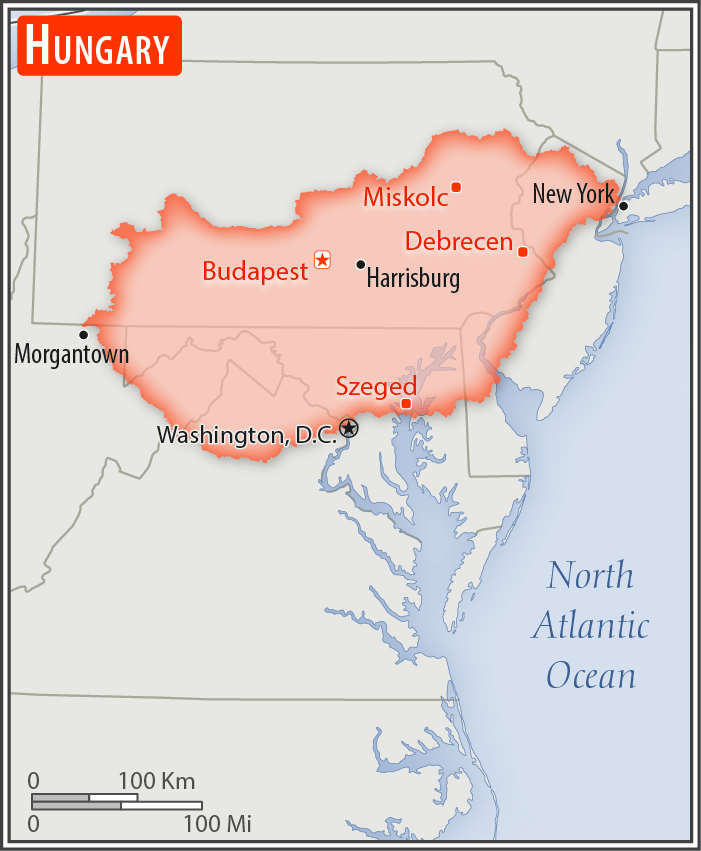 HUNGARY
Miskolc
New York
Debrecen
Budapest
Harrisburg
Morgantown
Szeged
Washington, D.C.
North
Atlantic
Ocean
0 100 Km
0 100 Mi